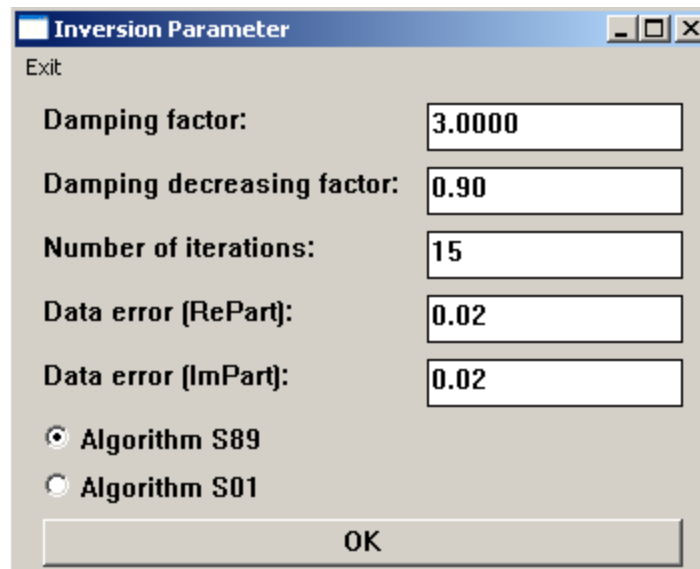 Inversion Parameter
Exit
Damping factor: 3.0000
Damping decreasing factor: 0.90
Number of iterations: 15
Data error (RePart): 0.02
Data error (ImPart): 0.02
Algorithm S89
Algorithm S01
OK